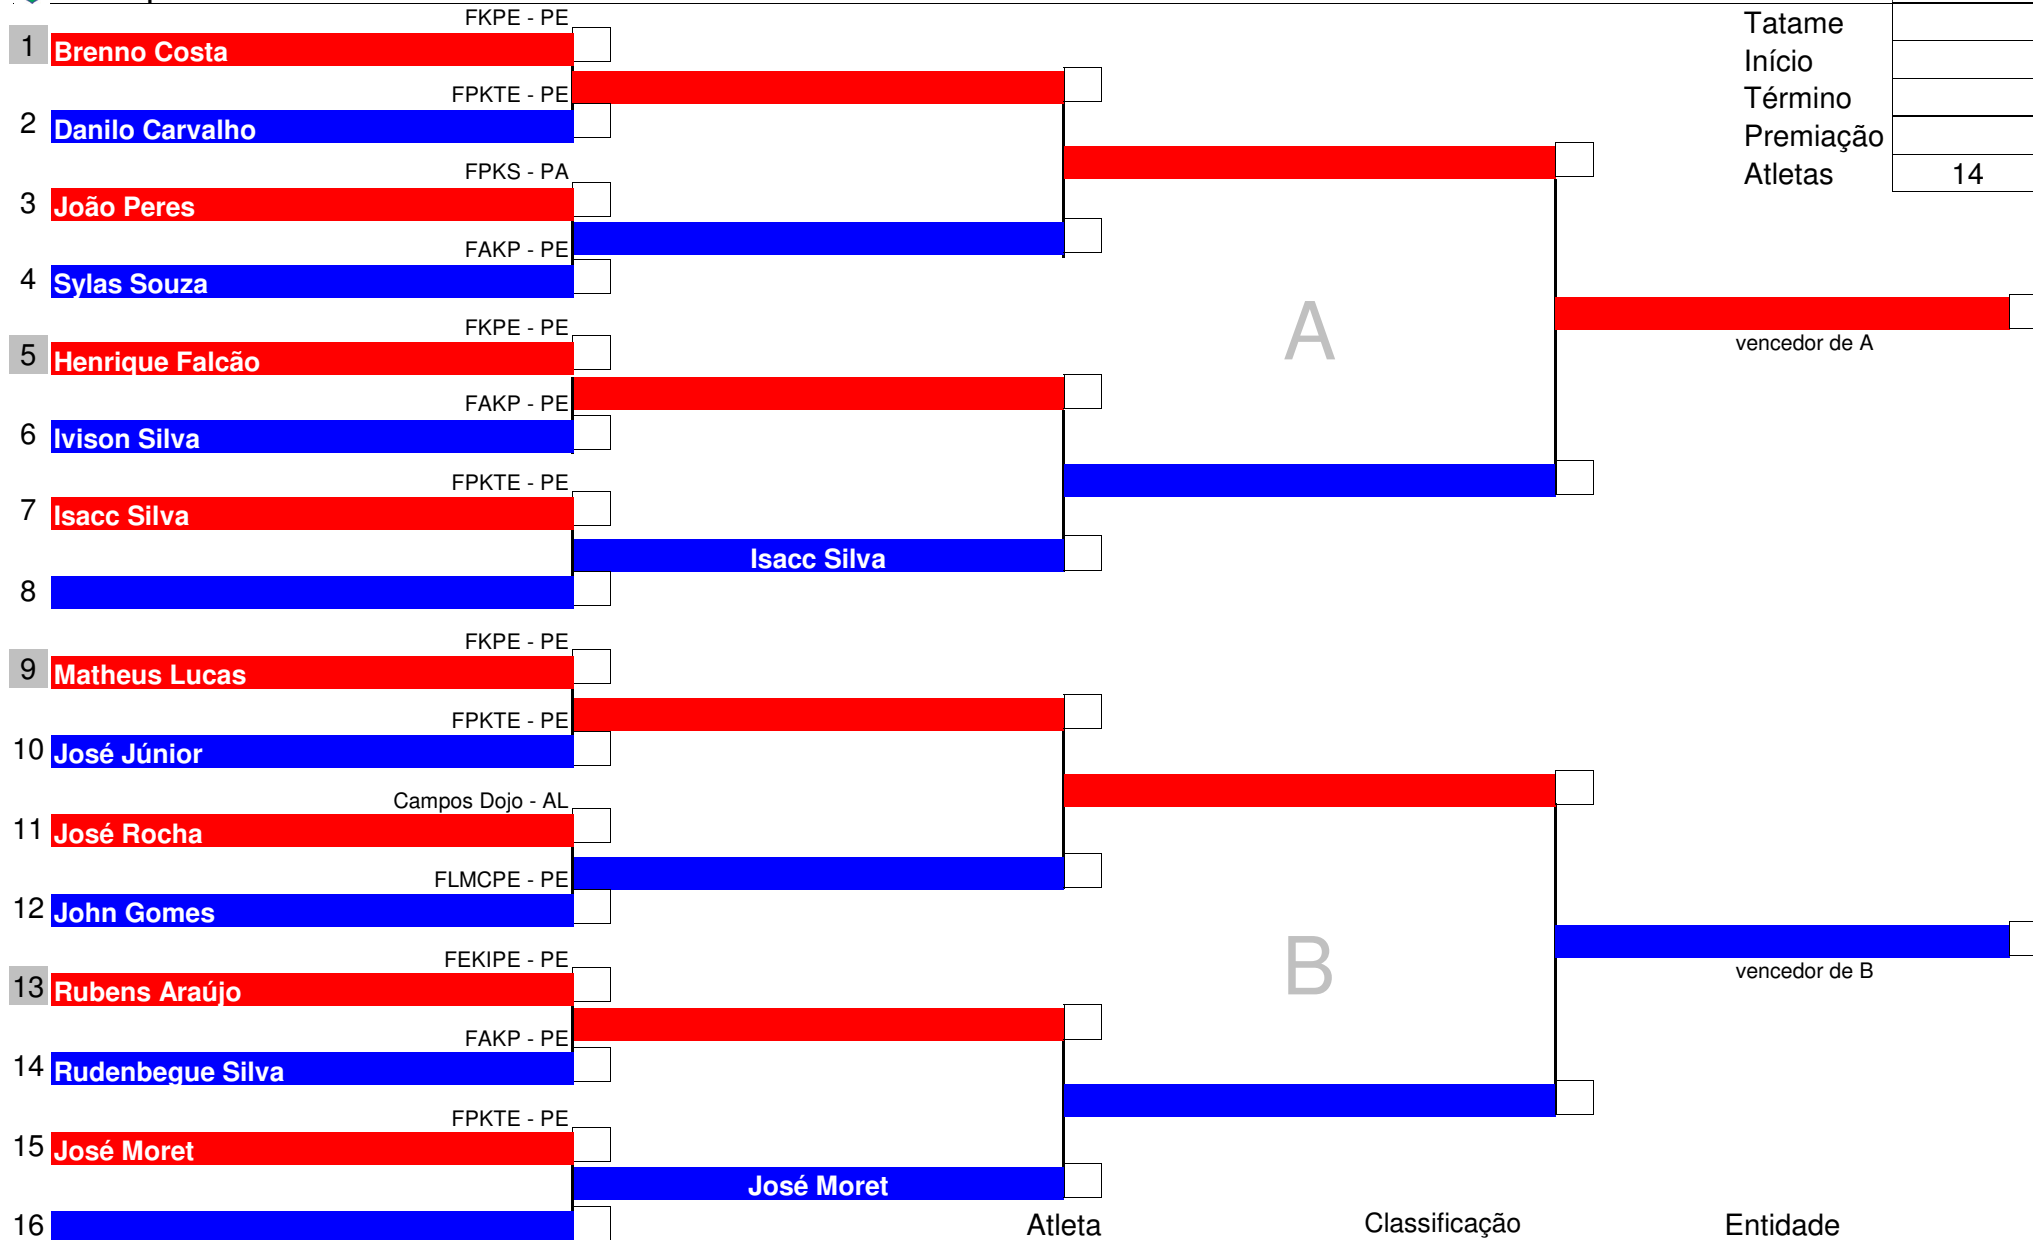 FKPE - PE
1 Brenno Costa
FPKTE - PE
2 Danilo Carvalho
FPKS - PA
3 João Peres
FAKP - PE
4 Sylas Souza
FKPE - PE
5 Henrique Falcão
FAKP - PE
6 Ivison Silva
FPKTE - PE
7 Isacc Silva
Isacc Silva
8
FKPE - PE
9 Matheus Lucas
FPKTE - PE
10 José Júnior
Campos Dojo - AL
11 José Rocha
FLMCPE - PE
12 John Gomes
FEKIPE - PE
13 Rubens Araújo
FAKP - PE
14 Rudenbegue Silva
FPKTE - PE
15 José Moret
José Moret
16
A
B
Tatame
Início
Término
Premiação
Atletas 14
vencedor de A
vencedor de B
Atleta Classificação Entidade